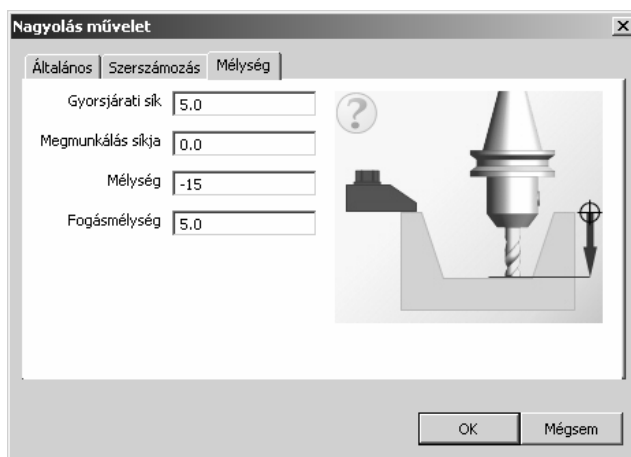 Nagyolás művelet
Általános Szerszámozás Mélység
Gyorsjárati sík 5.0
Megmunkálás síkja 0.0
Mélység -15
Fogásmélység 5.0
?
OK Mégsem